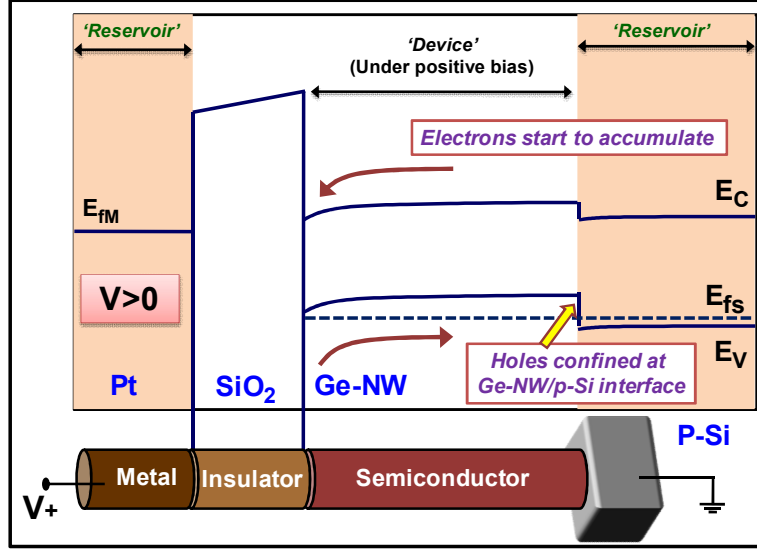 'Reservoir'
'Device'
(Under positive bias)
'Reservoir'
Electrons start to accumulate
E_fM
E_C
V>0
E_fs
E_V
Holes confined at
Ge-NW/p-Si interface
Pt
SiO₂
Ge-NW
P-Si
Metal
Insulator
Semiconductor
V+